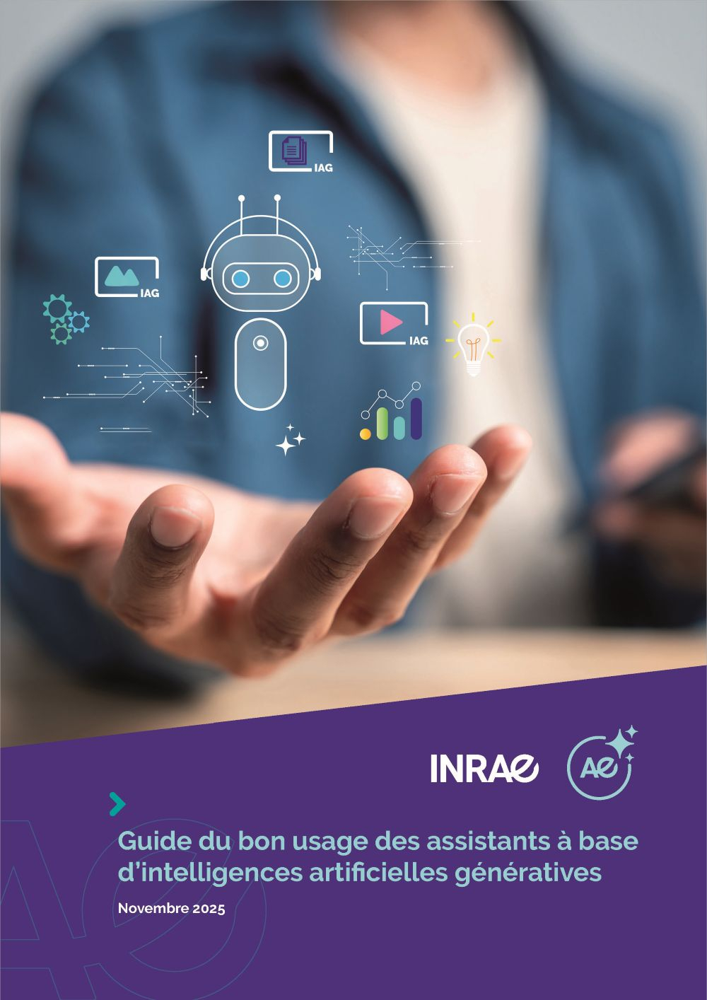 IAG
IAG
IAG
INRAE
AE
Guide du bon usage des assistants à base
d'intelligences artificielles génératives
Novembre 2025